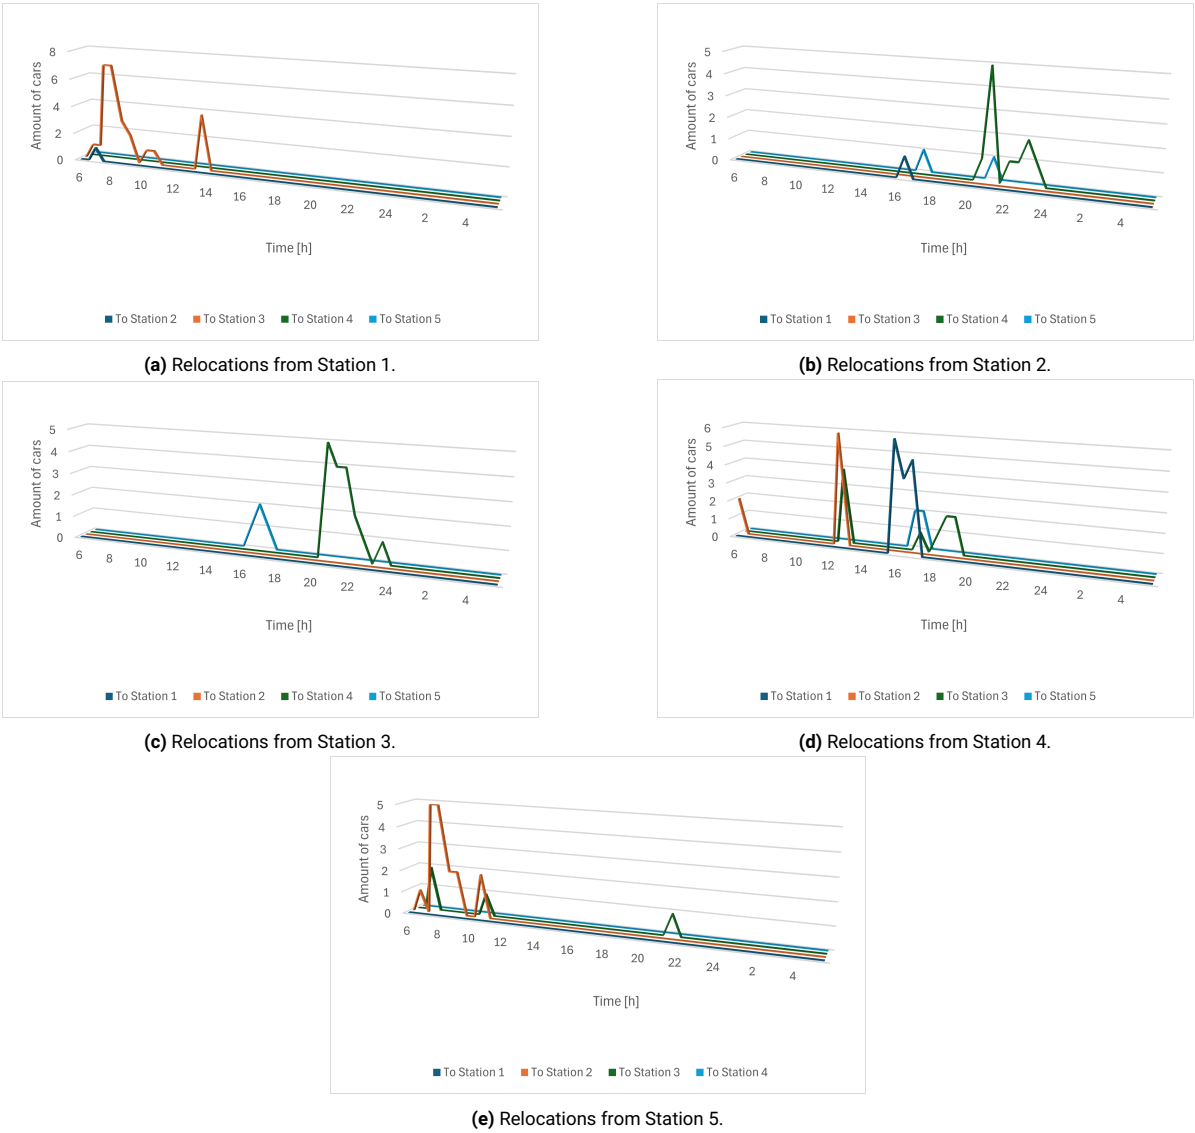 8
6
4
2
0
Amount of cars
6 8 10 12 14 16 18 20 22 24 2 4
Time [h]
To Station 2 To Station 3 To Station 4 To Station 5
(a) Relocations from Station 1.
5
4
3
2
1
0
Amount of cars
6 8 10 12 14 16 18 20 22 24 2 4
Time [h]
To Station 1 To Station 3 To Station 4 To Station 5
(b) Relocations from Station 2.
5
4
3
2
1
0
Amount of cars
6 8 10 12 14 16 18 20 22 24 2 4
Time [h]
To Station 1 To Station 2 To Station 4 To Station 5
(c) Relocations from Station 3.
6
5
4
3
2
1
0
Amount of cars
6 8 10 12 14 16 18 20 22 24 2 4
Time [h]
To Station 1 To Station 2 To Station 3 To Station 5
(d) Relocations from Station 4.
5
4
3
2
1
0
Amount of cars
6 8 10 12 14 16 18 20 22 24 2 4
Time [h]
To Station 1 To Station 2 To Station 3 To Station 4
(e) Relocations from Station 5.